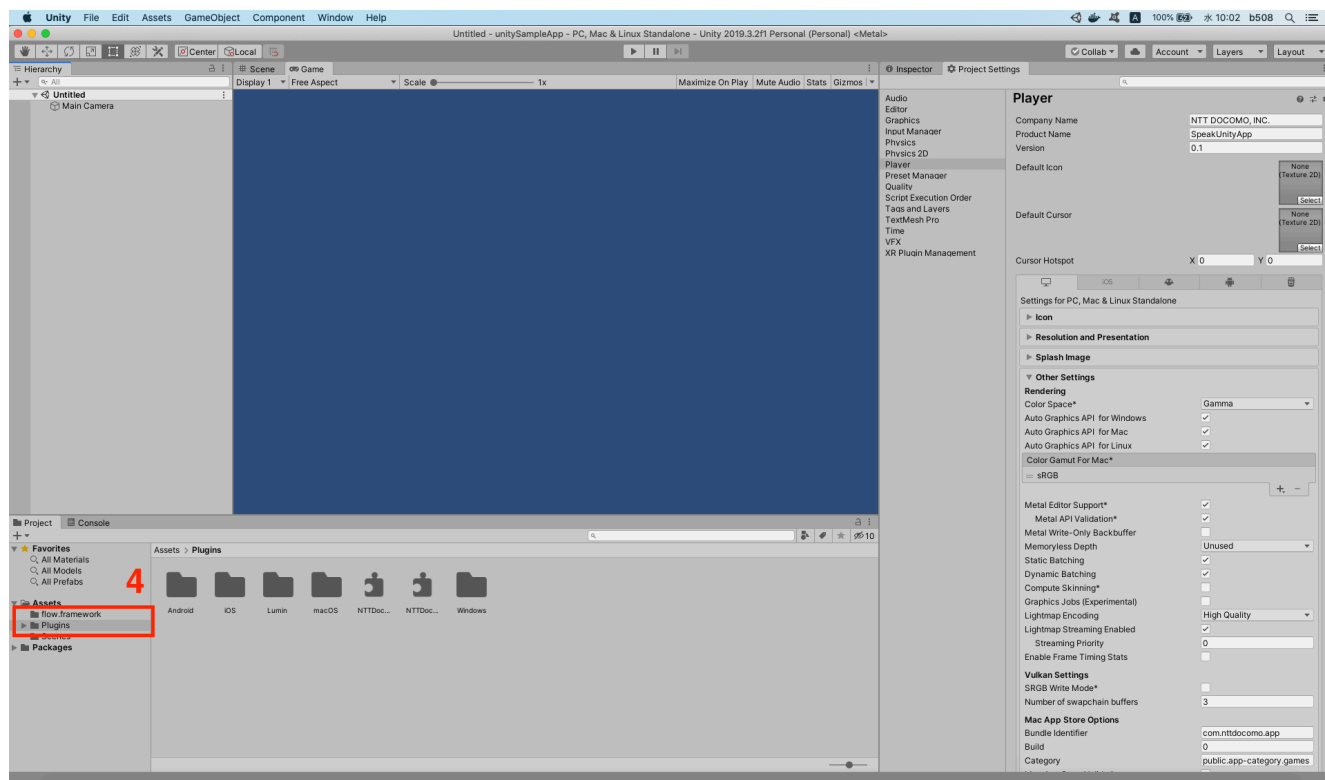 Unity File Edit Assets GameObject Component Window Help 100% 水 10:02 b508
Untitled - unitySampleApp - PC, Mac & Linux Standalone - Unity 2019.3.2f1 Personal (Personal) <Metal>
Center Local Collab Account Layers Layout
Hierarchy Scene Game Inspector Project Settings
All Display 1 Free Aspect Scale 1x Maximize On Play Mute Audio Stats Gizmos
Untitled
Main Camera
Audio
Editor
Graphics
Input Manager
Physics
Physics 2D
Player
Preset Manager
Quality
Script Execution Order
Tags and Layers
TextMesh Pro
Time
VFX
XR Plugin Management
Player
Company Name NTT DOCOMO, INC.
Product Name SpeakUnityApp
Version 0.1
Default Icon None
(Texture 2D)
Select
Default Cursor None
(Texture 2D)
Select
Cursor Hotspot X 0 Y 0
iOS
Settings for PC, Mac & Linux Standalone
Icon
Resolution and Presentation
Splash Image
Other Settings
Rendering
Color Space* Gamma
Auto Graphics API for Windows
Auto Graphics API for Mac
Auto Graphics API for Linux
Color Gamut For Mac*
sRGB
Metal Editor Support*
Metal API Validation*
Metal Write-Only Backbuffer
Memoryless Depth Unused
Static Batching
Dynamic Batching
Compute Skinning*
Graphics Jobs (Experimental)
Lightmap Encoding High Quality
Lightmap Streaming Enabled
Streaming Priority 0
Enable Frame Timing Stats
Vulkan Settings
SRGB Write Mode*
Number of swapchain buffers 3
Mac App Store Options
Bundle Identifier com.nttdocomo.app
Build 0
Category public.app-category.games
Project Console
10
Favorites
All Materials
All Models
All Prefabs
4
Assets
flow.framework
Plugins
Scenes
Packages
Assets > Plugins
Android iOS Lumin macOS NTTDoc... NTTDoc... Windows